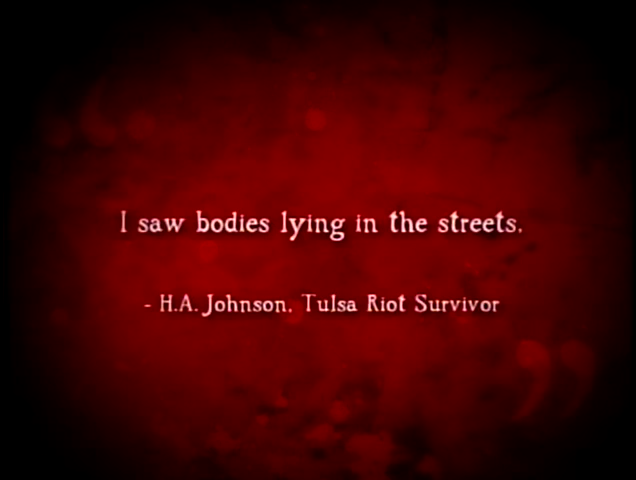 I saw bodies lying in the streets.
- H.A. Johnson, Tulsa Riot Survivor